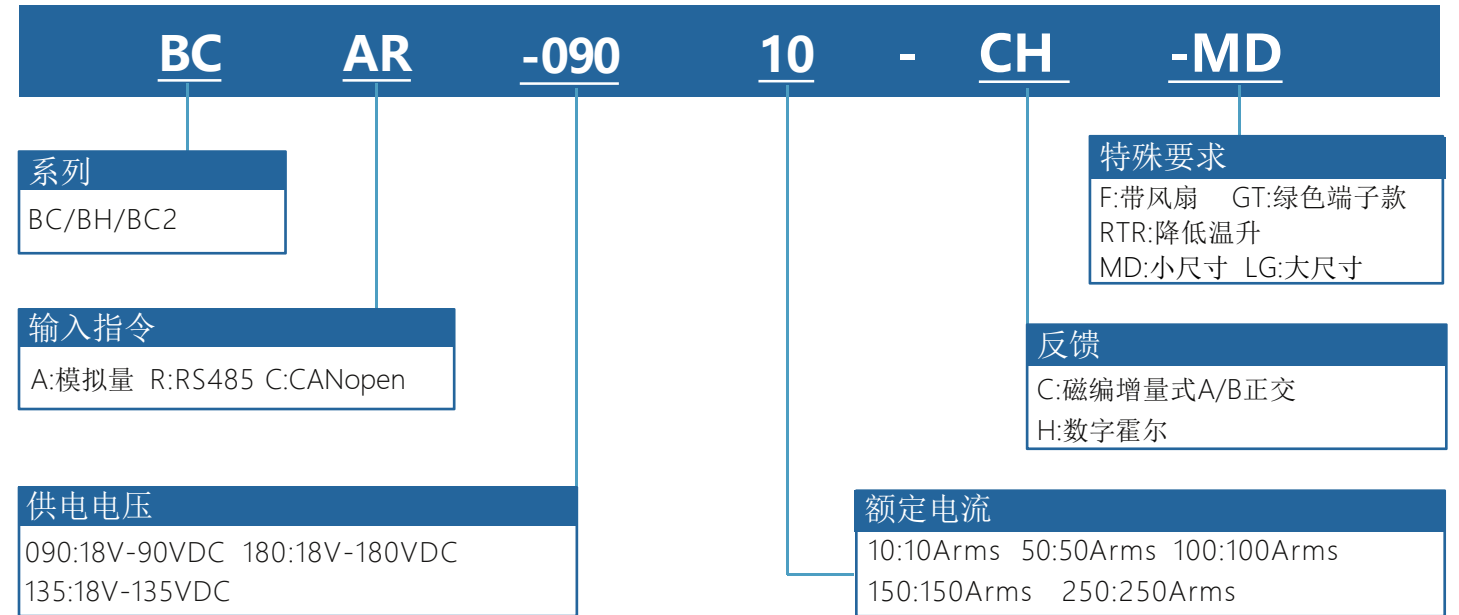 BC AR -090 10 - CH -MD
系列
BC/BH/BC2
特殊要求
F:带风扇 GT:绿色端子款
RTR:降低温升
MD:小尺寸 LG:大尺寸
输入指令
A:模拟量 R:RS485 C:CANopen
反馈
C:磁编增量式A/B正交
H:数字霍尔
供电电压
090:18V-90VDC 180:18V-180VDC
135:18V-135VDC
额定电流
10:10Arms 50:50Arms 100:100Arms
150:150Arms 250:250Arms